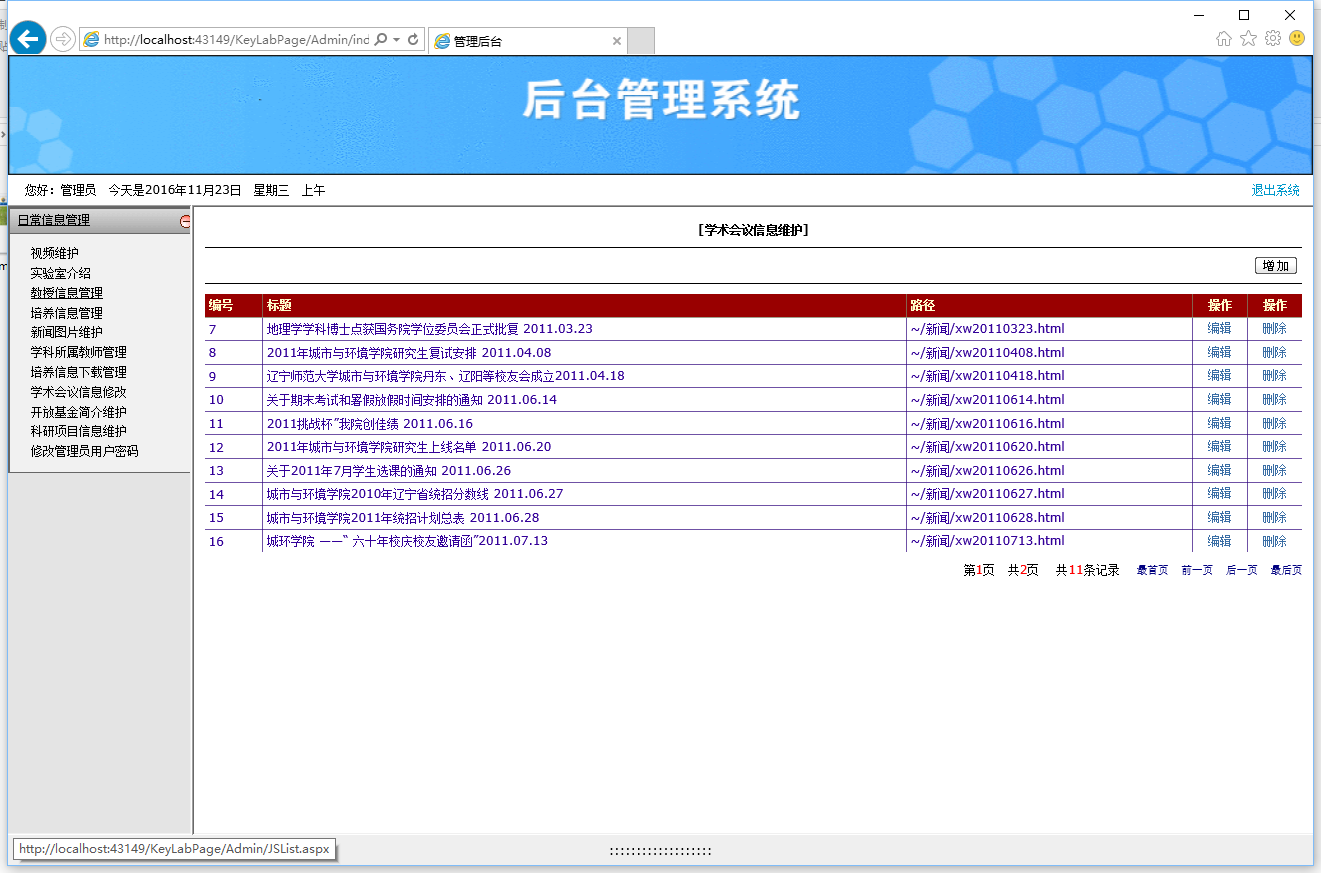 http://localhost:43149/KeyLabPage/Admin/ind
管理后台
后台管理系统
您好：管理员 今天是2016年11月23日 星期三 上午
退出系统
日常信息管理
视频维护
实验室介绍
教授信息管理
培养信息管理
新闻图片维护
学科所属教师管理
培养信息下载管理
学术会议信息修改
开放基金简介维护
科研项目信息维护
修改管理员用户密码
[学术会议信息维护]
增加
编号 标题 路径 操作 操作
7 地理学学科博士点获国务院学位委员会正式批复 2011.03.23 ~/新闻/xw20110323.html 编辑 删除
8 2011年城市与环境学院研究生复试安排 2011.04.08 ~/新闻/xw20110408.html 编辑 删除
9 辽宁师范大学城市与环境学院丹东、辽阳等校友会成立2011.04.18 ~/新闻/xw20110418.html 编辑 删除
10 关于期末考试和暑假放假时间安排的通知 2011.06.14 ~/新闻/xw20110614.html 编辑 删除
11 2011挑战杯”我院创佳绩 2011.06.16 ~/新闻/xw20110616.html 编辑 删除
12 2011年城市与环境学院研究生上线名单 2011.06.20 ~/新闻/xw20110620.html 编辑 删除
13 关于2011年7月学生选课的通知 2011.06.26 ~/新闻/xw20110626.html 编辑 删除
14 城市与环境学院2010年辽宁省统招分数线 2011.06.27 ~/新闻/xw20110627.html 编辑 删除
15 城市与环境学院2011年统招计划总表 2011.06.28 ~/新闻/xw20110628.html 编辑 删除
16 城环学院 ——“ 六十年校庆校友邀请函”2011.07.13 ~/新闻/xw20110713.html 编辑 删除
第1页 共2页 共11条记录 最首页 前一页 后一页 最后页
http://localhost:43149/KeyLabPage/Admin/JSList.aspx